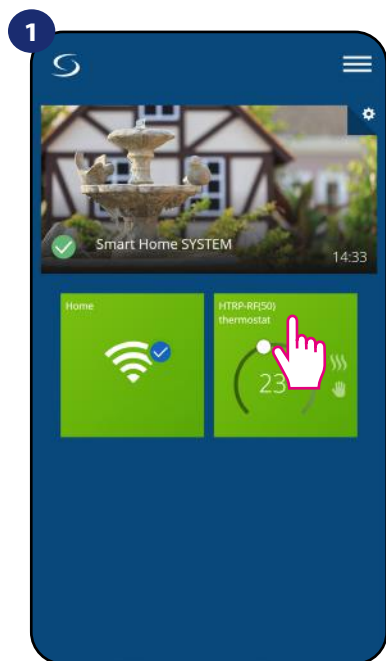 1
Smart Home SYSTEM
14:33
Home
HTRP-RF(50)
thermostat
23